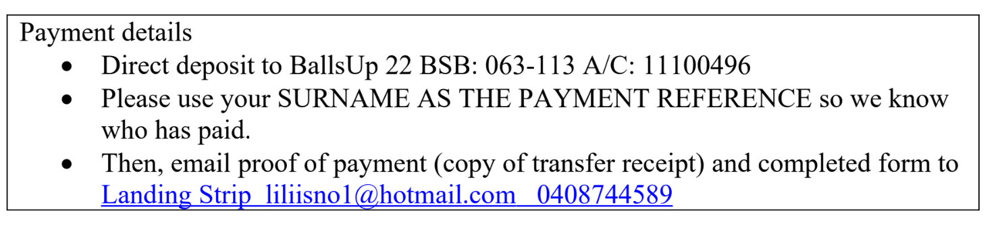 Payment details
• Direct deposit to BallsUp 22 BSB: 063-113 A/C: 11100496
• Please use your SURNAME AS THE PAYMENT REFERENCE so we know
who has paid.
• Then, email proof of payment (copy of transfer receipt) and completed form to
Landing Strip  liliisno1@hotmail.com   0408744589